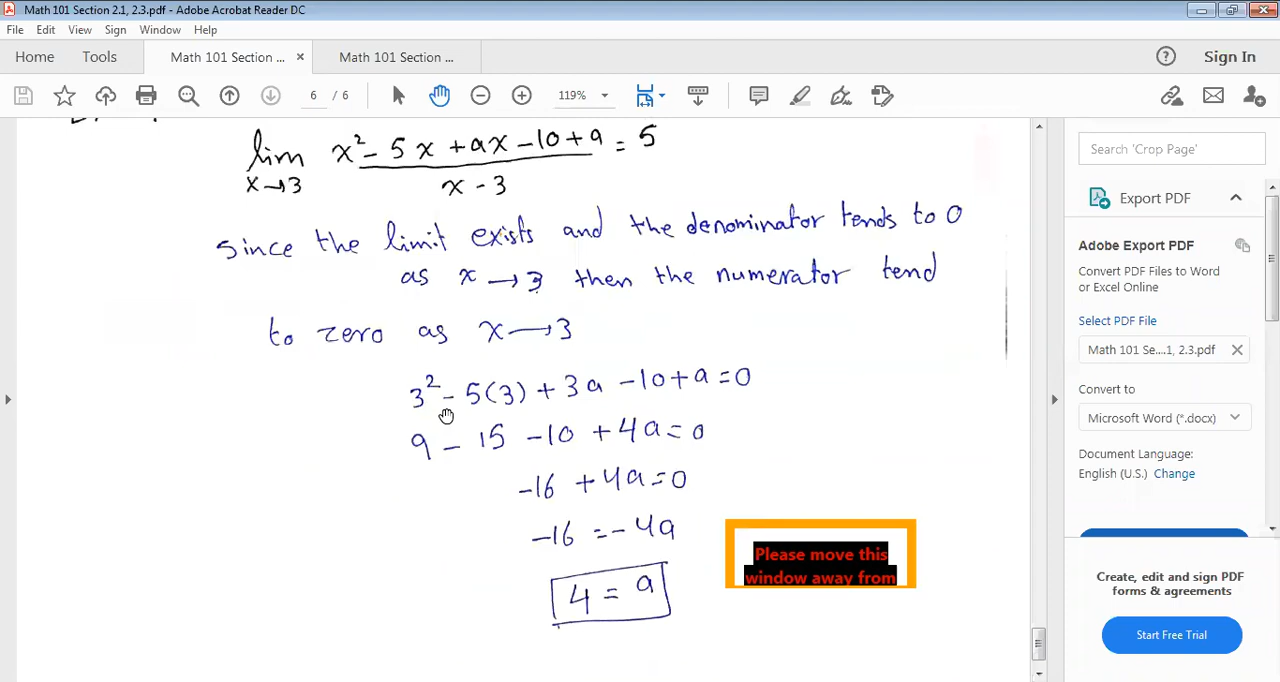 Math 101 Section 2.1, 2.3.pdf - Adobe Acrobat Reader DC
File Edit View Sign Window Help
Home Tools Math 101 Section ... × Math 101 Section ... Sign In
6 / 6 119%
lim x→3 x² - 5x + ax - 10 + a / x - 3 = 5
since the limit exists and the denominator tends to 0
as x → 3 then the numerator tend
to zero as x → 3
3² - 5(3) + 3a - 10 + a = 0
9 - 15 - 10 + 4a = 0
-16 + 4a = 0
-16 = -4a
4 = a
Please move this
window away from
Search 'Crop Page'
Export PDF
Adobe Export PDF
Convert PDF Files to Word
or Excel Online
Select PDF File
Math 101 Se....1, 2.3.pdf
Convert to
Microsoft Word (*.docx)
Document Language:
English (U.S.) Change
Create, edit and sign PDF
forms & agreements
Start Free Trial